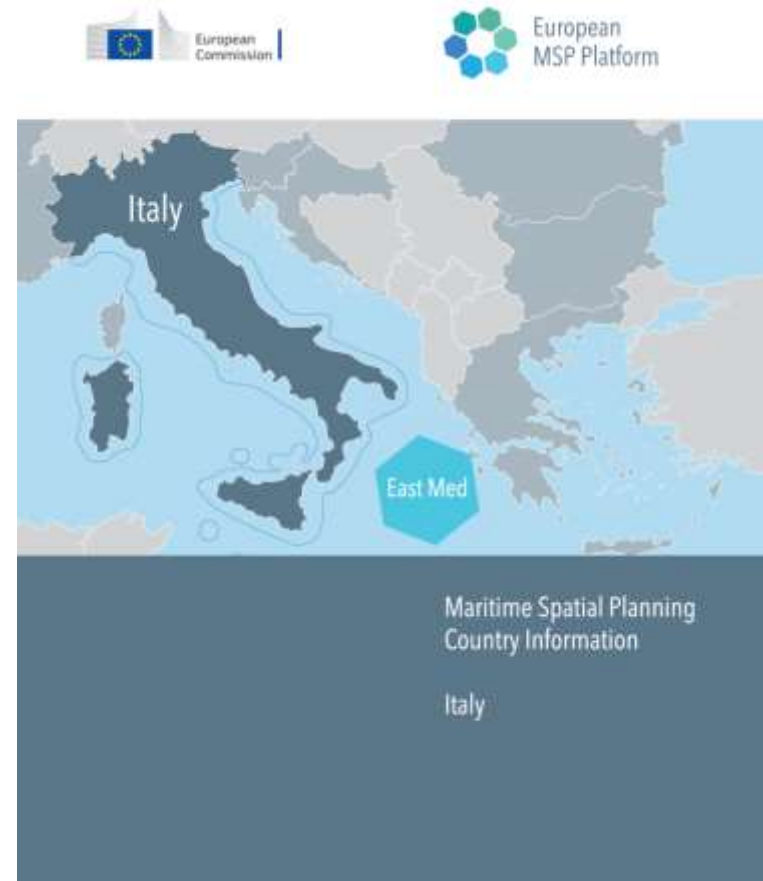 European
Commission
European
MSP Platform
Italy
East Med
Maritime Spatial Planning
Country Information
Italy